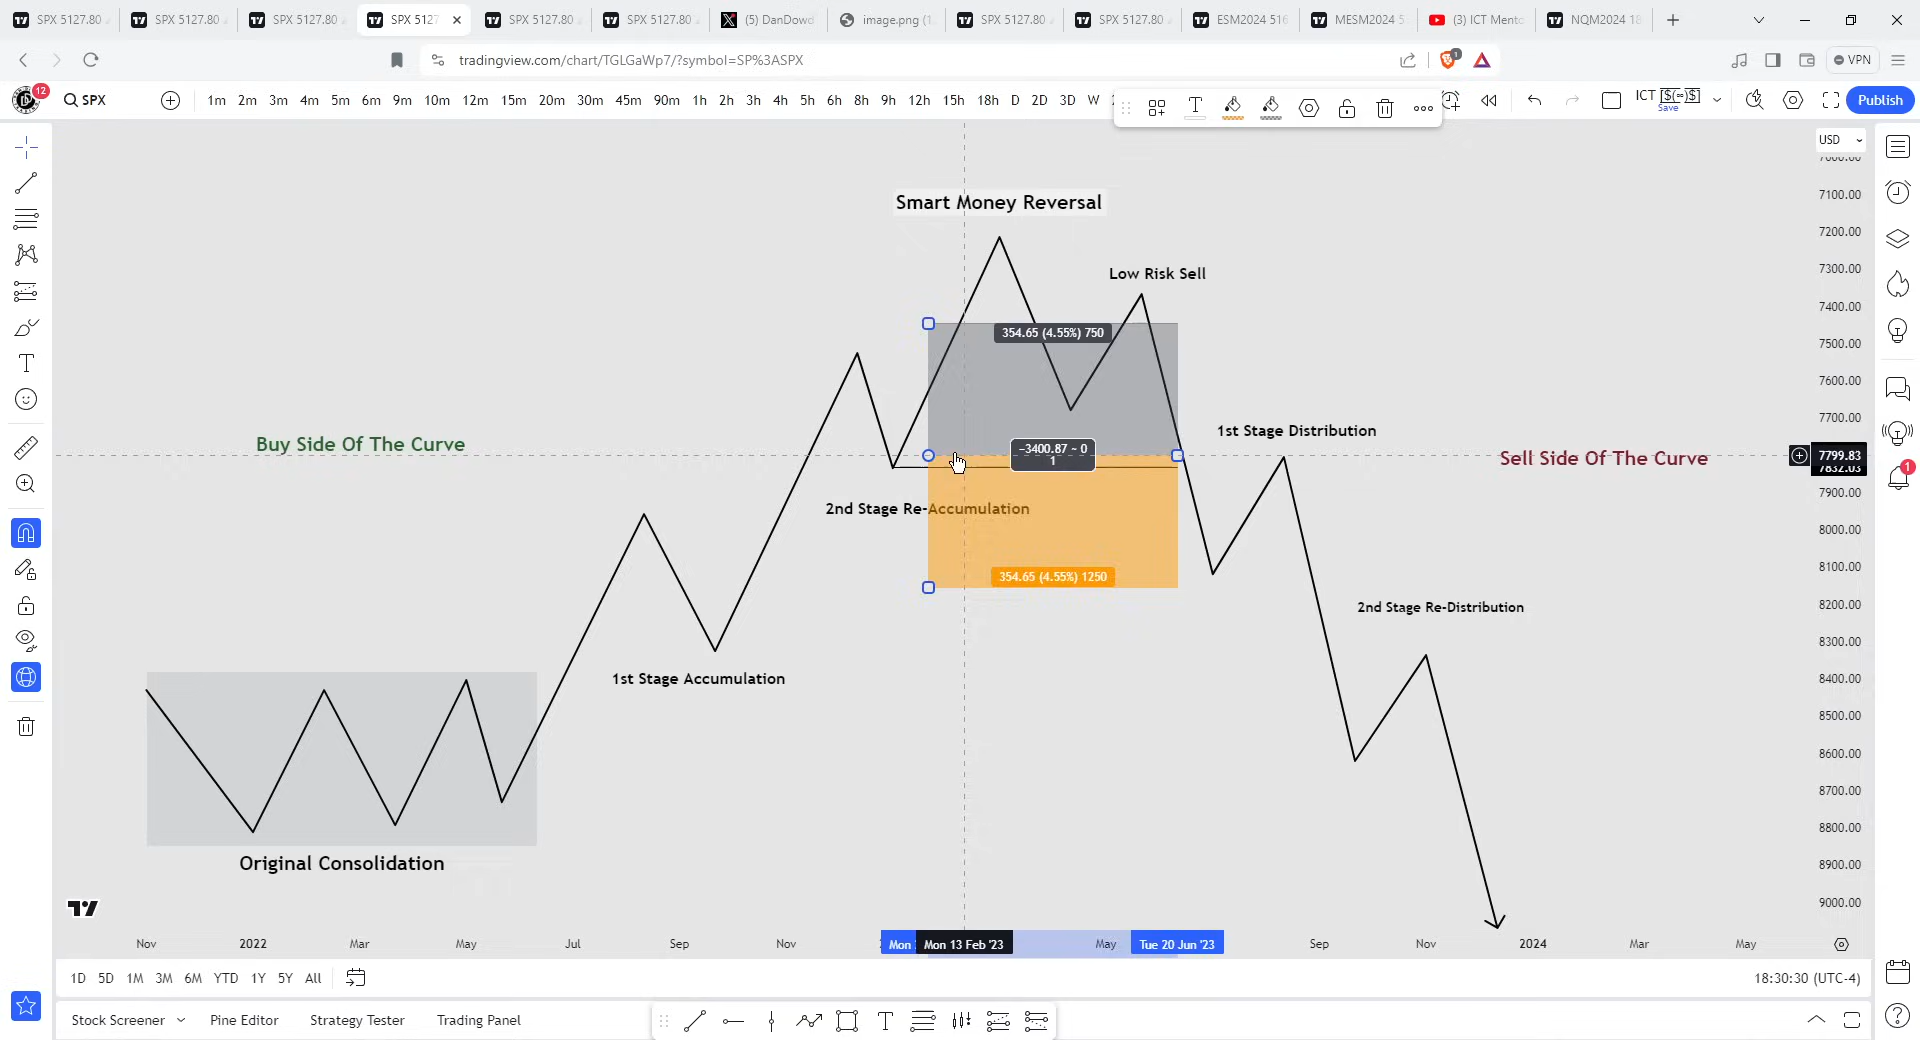 SPX 5127.80
SPX 5127.80
SPX 5127.80
SPX 5127
SPX 5127.80
SPX 5127.80
(5) DanDowd
image.png (1
SPX 5127.80
SPX 5127.80
ESM2024 516
MESM2024 5
(3) ICT Mento
NQM2024 18
tradingview.com/chart/TGLGaWp7/?symbol=SP%3ASPX
1
VPN
12
SPX
1m 2m 3m 4m 5m 6m 9m 10m 12m 15m 20m 30m 45m 90m 1h 2h 3h 4h 5h 6h 8h 9h 12h 15h 18h D 2D 3D W
ICT
Save
Publish
USD
7100.00
7200.00
7300.00
7400.00
7500.00
7600.00
7700.00
7799.83
7832.03
7900.00
8000.00
8100.00
8200.00
8300.00
8400.00
8500.00
8600.00
8700.00
8800.00
8900.00
9000.00
Smart Money Reversal
Low Risk Sell
354.65 (4.55%) 750
1st Stage Distribution
Buy Side Of The Curve
−3400.87 ~ 0
1
Sell Side Of The Curve
1
2nd Stage Re-Accumulation
354.65 (4.55%) 1250
2nd Stage Re-Distribution
1st Stage Accumulation
Original Consolidation
Nov 2022 Mar May Jul Sep Nov Mon Mon 13 Feb '23 May Tue 20 Jun '23 Sep Nov 2024 Mar May
1D 5D 1M 3M 6M YTD 1Y 5Y All
18:30:30 (UTC-4)
Stock Screener Pine Editor Strategy Tester Trading Panel